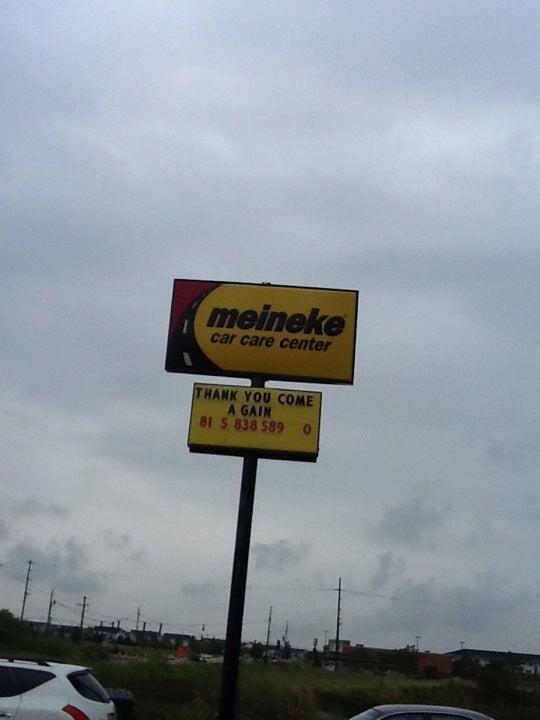 meineke
car care center
THANK YOU COME
A GAIN
81 5 838 589 0